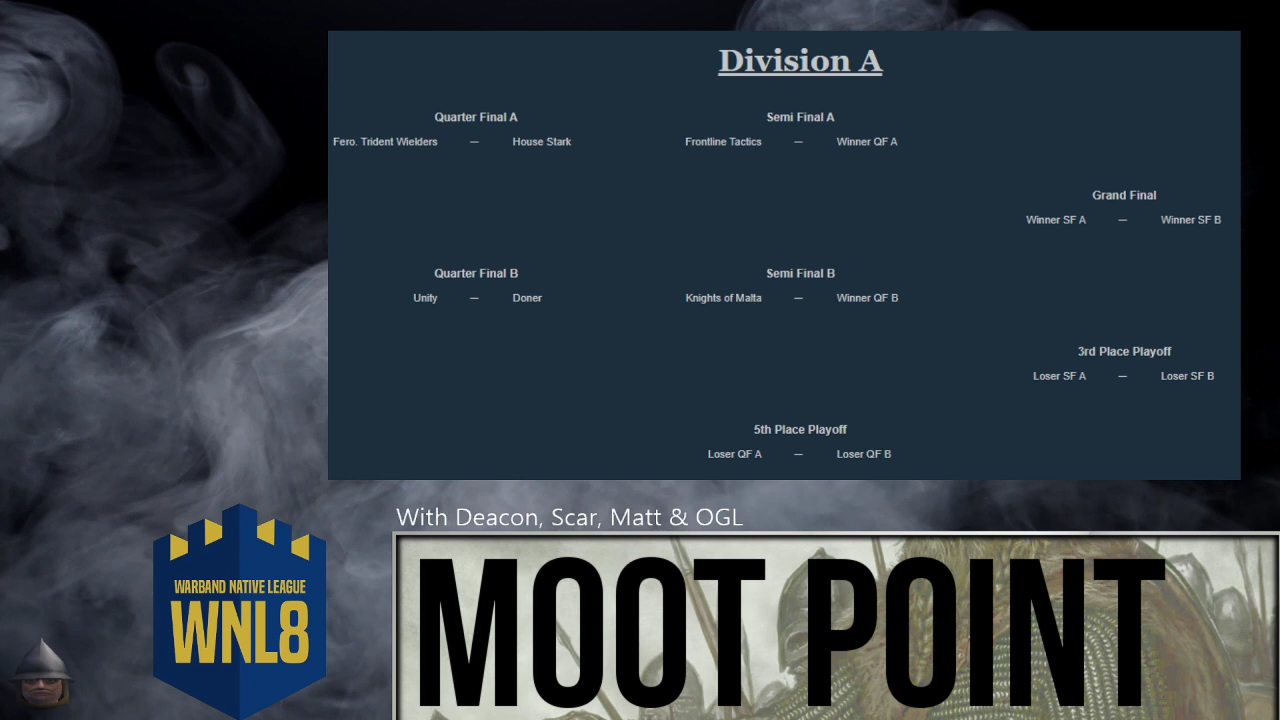 Division A
Quarter Final A
Fero. Trident Wielders — House Stark
Semi Final A
Frontline Tactics — Winner QF A
Grand Final
Winner SF A — Winner SF B
Quarter Final B
Unity — Doner
Semi Final B
Knights of Malta — Winner QF B
3rd Place Playoff
Loser SF A — Loser SF B
5th Place Playoff
Loser QF A — Loser QF B
With Deacon, Scar, Matt & OGL
WARBAND NATIVE LEAGUE
WNL8
MOOT POINT